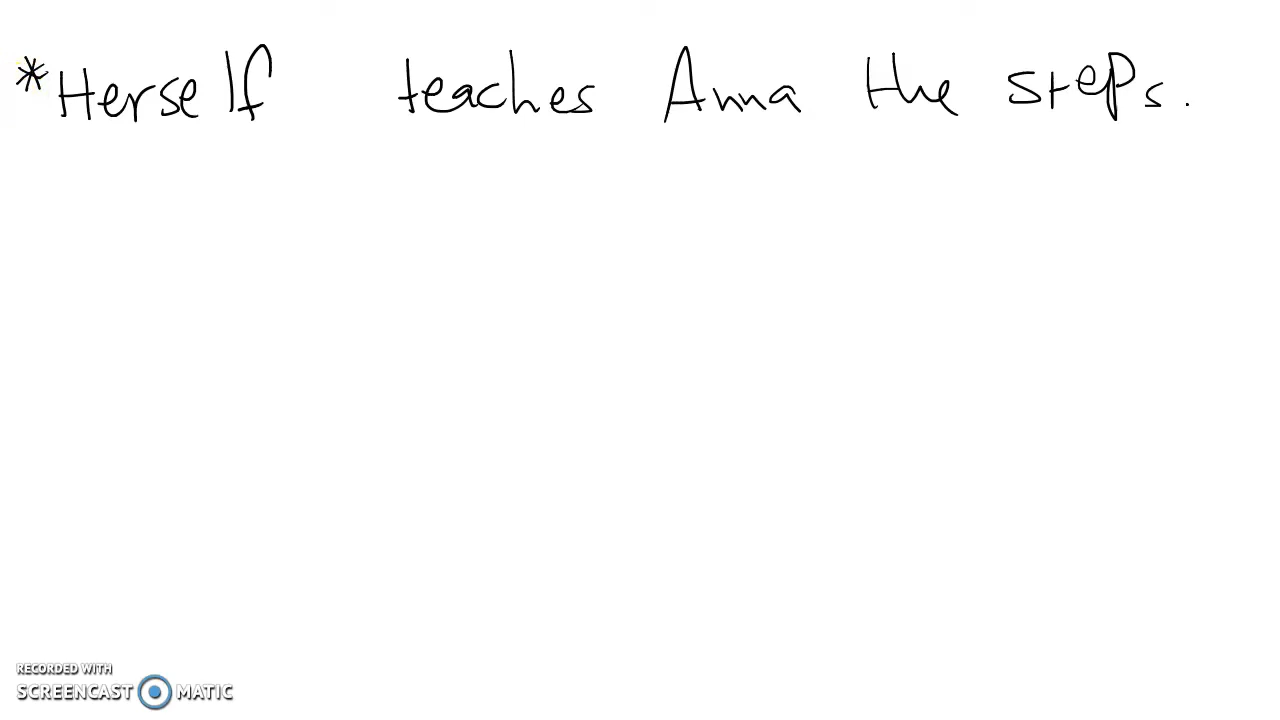 *Herself teaches Anna the steps.
RECORDED WITH
SCREENCAST MATIC